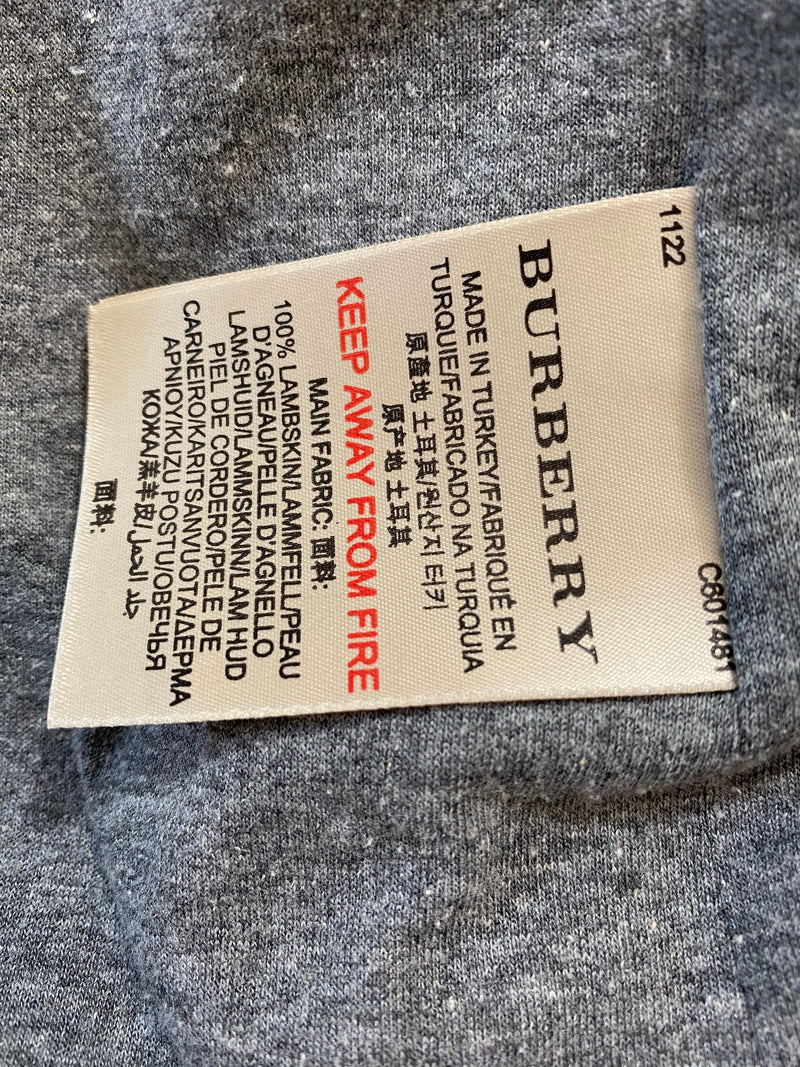 1122
C601481
BURBERRY
MADE IN TURKEY/FABRIQUÉ EN
TURQUIE/FABRICADO NA TURQUIA
原產地 土耳其/원산지 터키
原产地 土耳其
KEEP AWAY FROM FIRE
MAIN FABRIC: 面料:
100% LAMBSKIN/LAMMFELL/PEAU
D'AGNEAU/PELLE D'AGNELLO
LAMSHUID/LAMMSKINN/LAM HUD
PIEL DE CORDERO/PELE DE
CARNEIRO/KARITSANVUOTA/ΔΕΡΜΑ
ΑΡΝΙΟΥ/KUZU POSTU/ОВЕЧЬЯ
КОЖА/羔羊皮/جلد الحمل
面料: